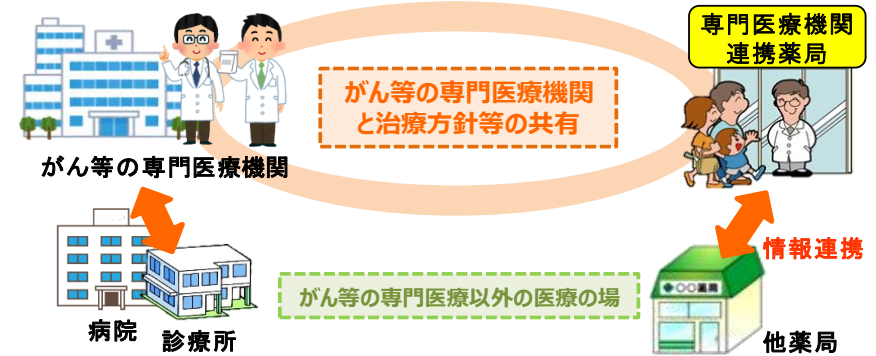 専門医療機関
連携薬局
がん等の専門医療機関
と治療方針等の共有
がん等の専門医療機関
情報連携
がん等の専門医療以外の医療の場
○○薬局
病院
診療所
他薬局